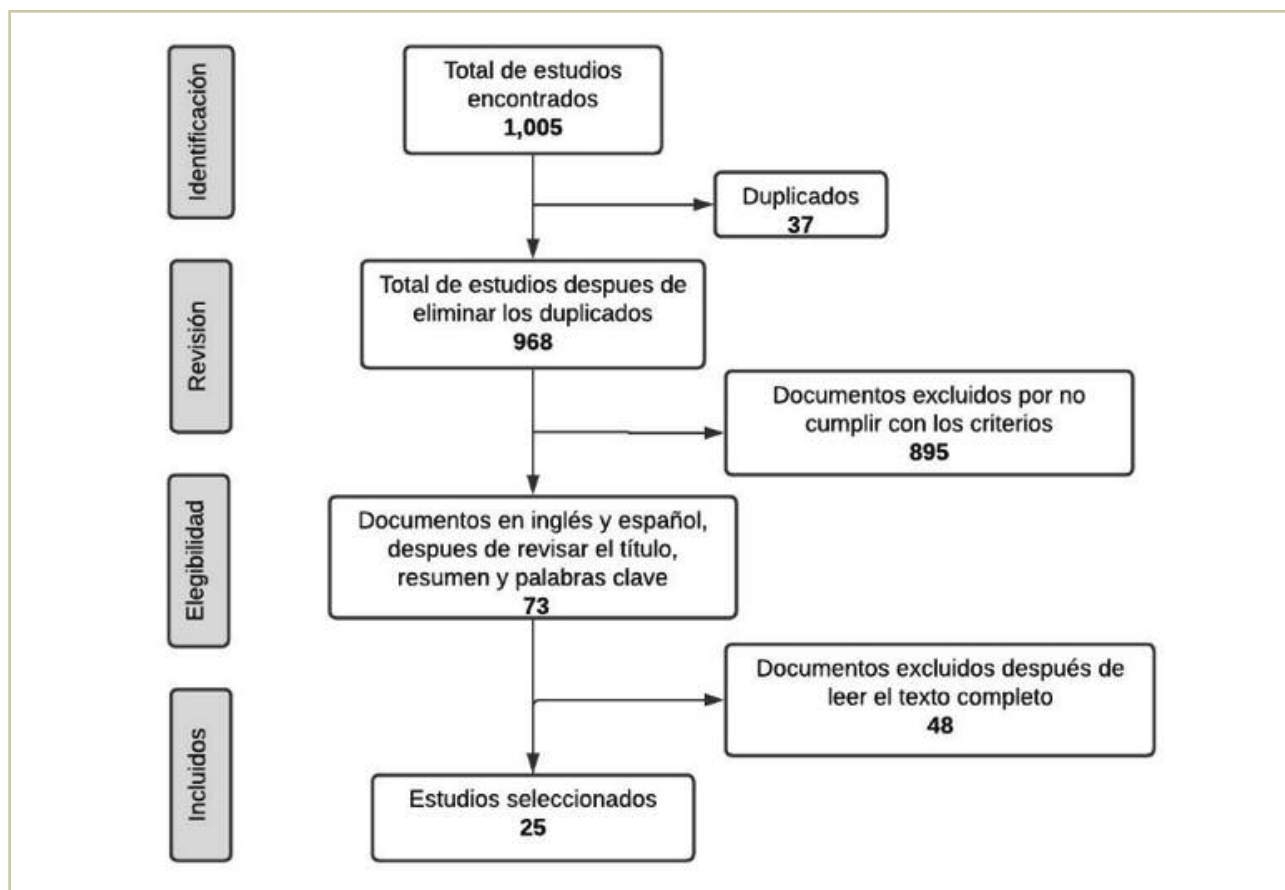 Identificación
Total de estudios
encontrados
1,005
Duplicados
37
Revisión
Total de estudios despues de
eliminar los duplicados
968
Documentos excluidos por no
cumplir con los criterios
895
Elegibilidad
Documentos en inglés y español,
despues de revisar el título,
resumen y palabras clave
73
Documentos excluidos después de
leer el texto completo
48
Incluidos
Estudios seleccionados
25